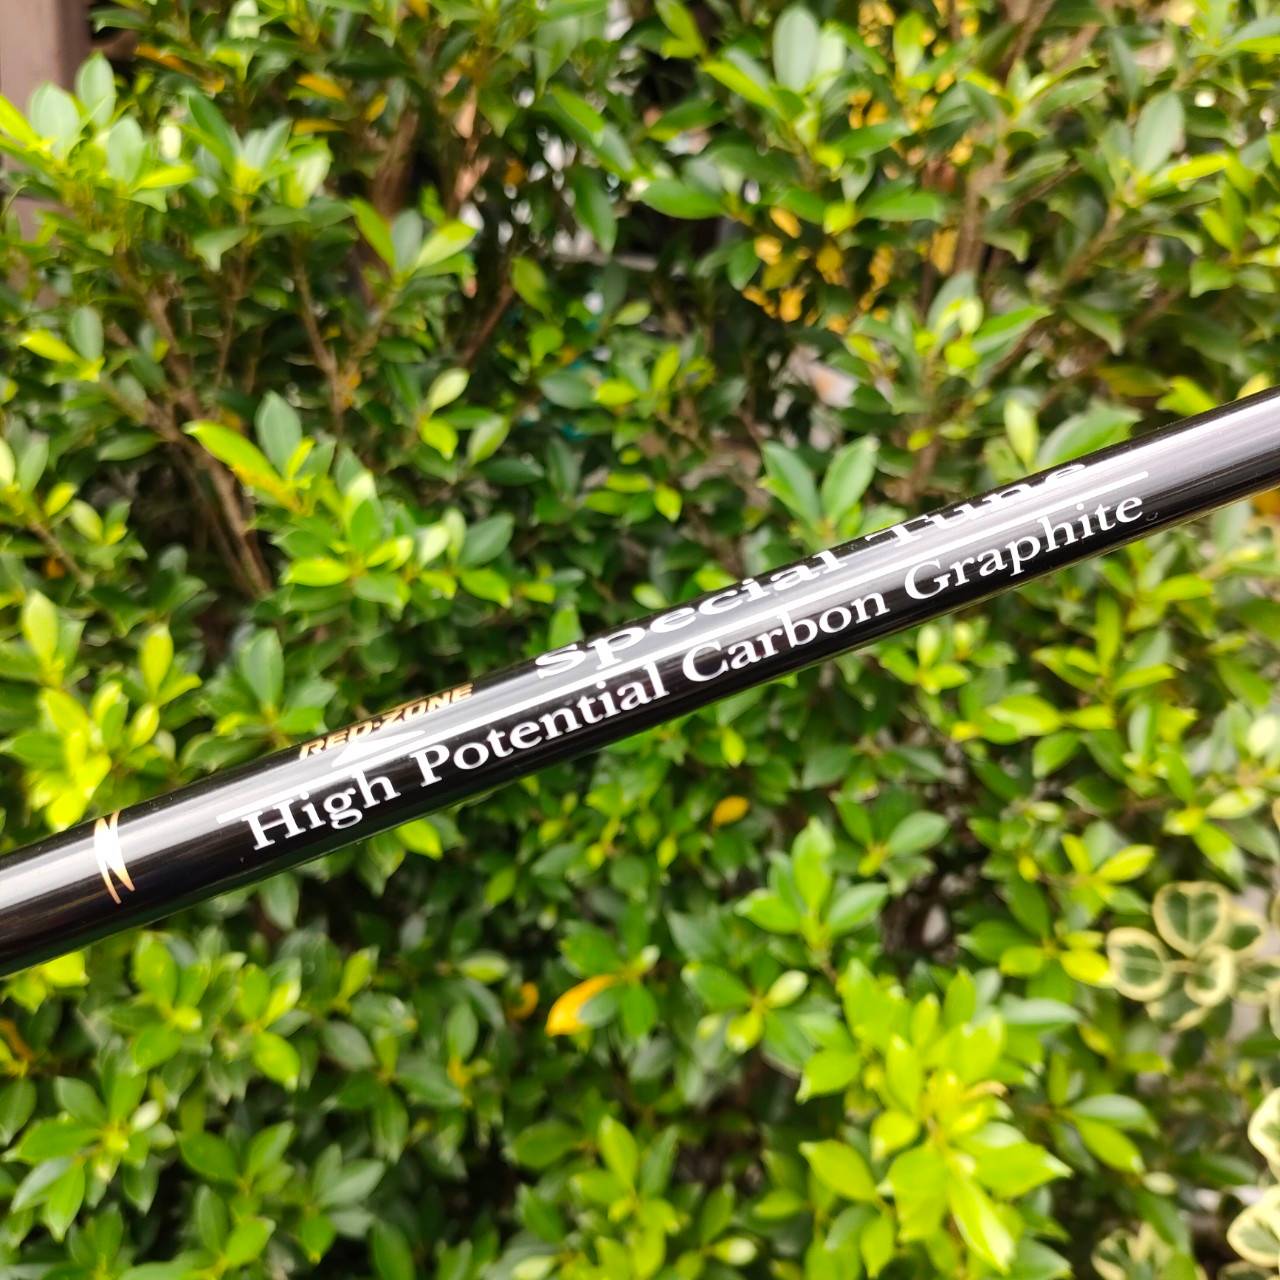 RED·ZONE
Special Tune
High Potential Carbon Graphite